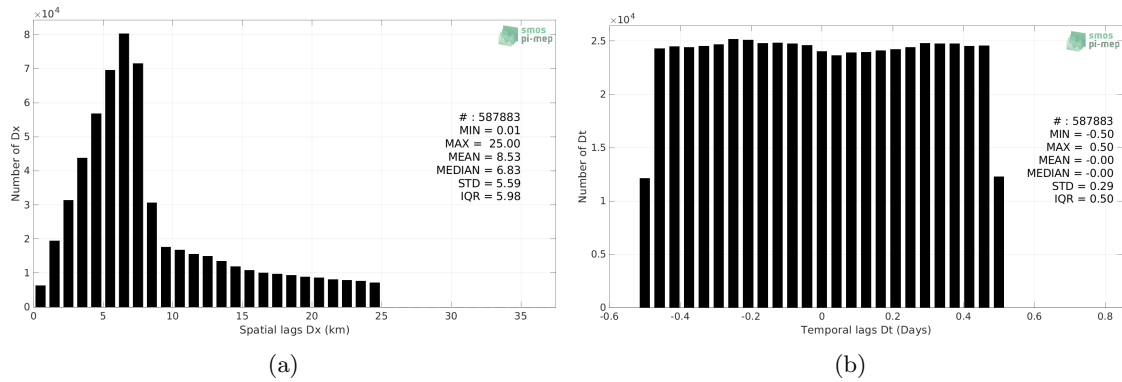 ×10⁴
8
7
6
5
4
3
2
1
0
Number of Dx
0 5 10 15 20 25 30 35
Spatial lags Dx (km)
smos
pi-mep
# : 587883
MIN = 0.01
MAX = 25.00
MEAN = 8.53
MEDIAN = 6.83
STD = 5.59
IQR = 5.98
(a)
×10⁴
2.5
2
1.5
1
0.5
0
Number of Dt
-0.6 -0.4 -0.2 0 0.2 0.4 0.6 0.8
Temporal lags Dt (Days)
smos
pi-mep
# : 587883
MIN = -0.50
MAX = 0.50
MEAN = -0.00
MEDIAN = -0.00
STD = 0.29
IQR = 0.50
(b)